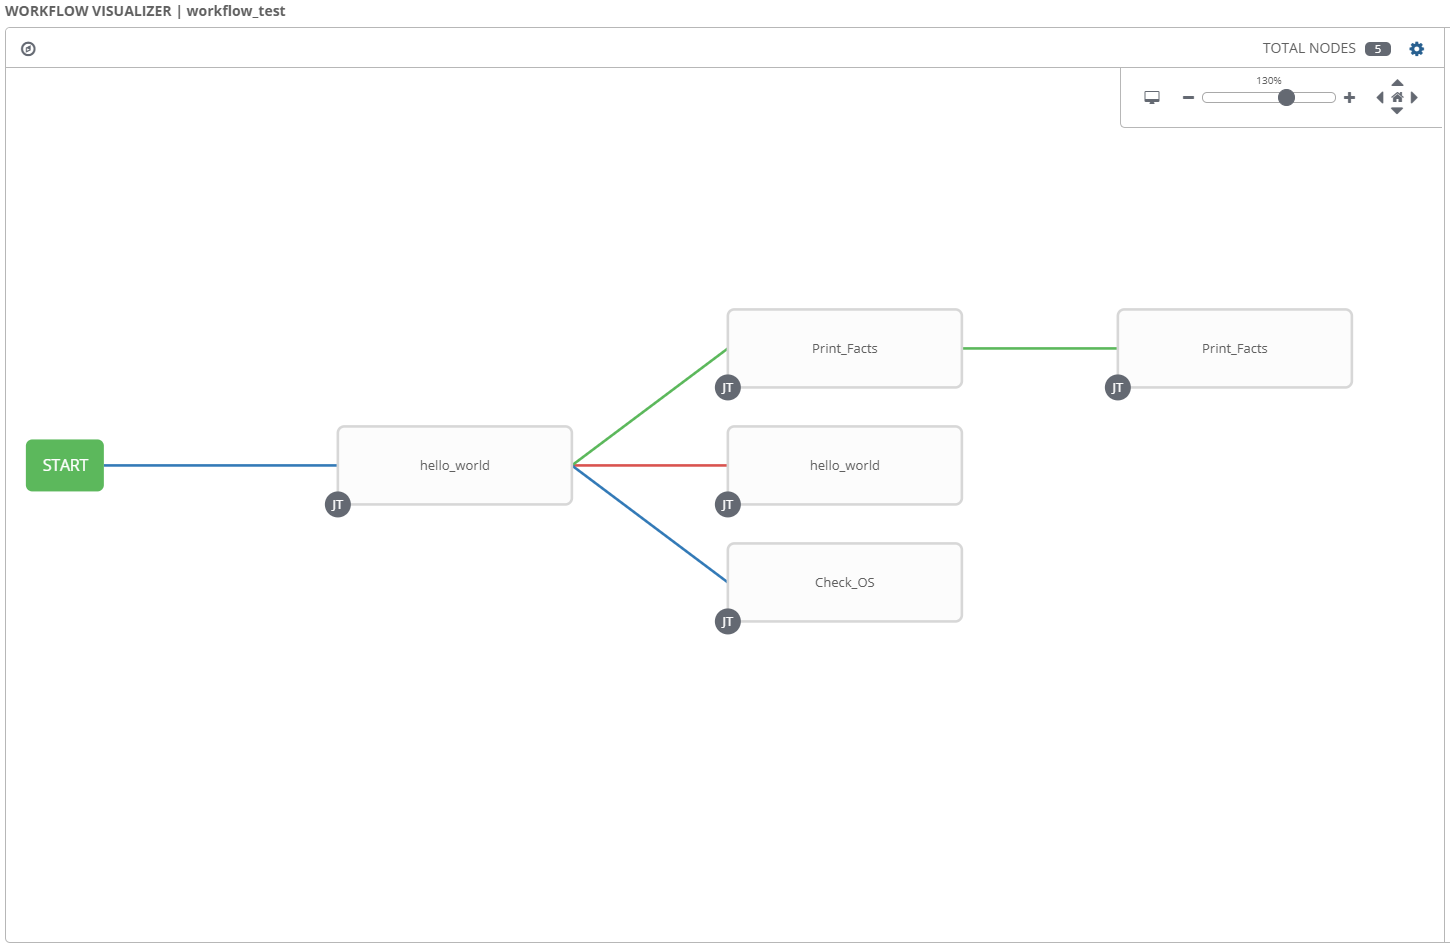 WORKFLOW VISUALIZER | workflow_test
TOTAL NODES 5
130%
Print_Facts
Print_Facts
JT
JT
START
hello_world
hello_world
JT
JT
Check_OS
JT